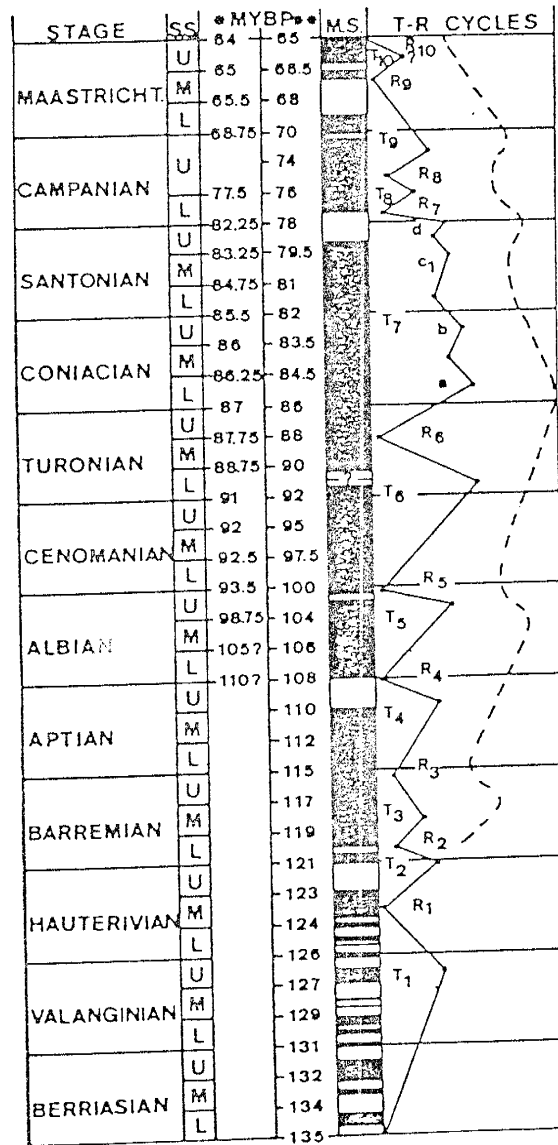 STAGE SS • MYBP •• M.S. T-R CYCLES
64 65
R10
U T10 ?
65 66.5
R9
MAASTRICHT. M
65.5 68
L
68.75 70
T9
74
CAMPANIAN U R8
77.5 76
T8 R7
L
82.25 78
d
U
83.25 79.5
c1
SANTONIAN M
84.75 81
L
85.5 82
T7
U b
86 83.5
CONIACIAN M
86.25 84.5
a
L
87 86
U
87.75 88 R6
TURONIAN M
88.75 90
L ?
91 92 T6
U
92 95
CENOMANIAN M
92.5 97.5
L
93.5 100 R5
U
98.75 104 T5
ALBIAN M
105? 106
L R4
110? 108
U
110 T4
APTIAN M
112
L
115 R3
U
117
T3
BARREMIAN M
119
R2
L
121 T2
U
123
HAUTERIVIAN M R1
124
L
126
U T1
127
VALANGINIAN M
129
L
131
U
132
BERRIASIAN M
134
L
135